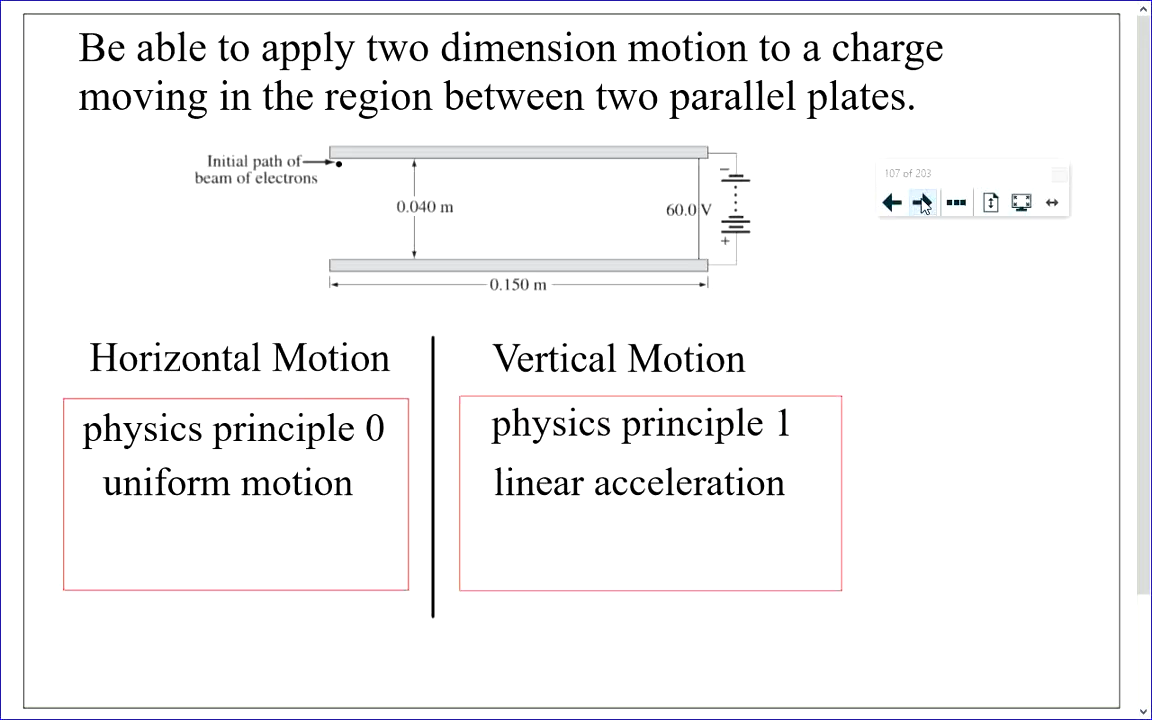 Be able to apply two dimension motion to a charge
moving in the region between two parallel plates.
Initial path of
beam of electrons
0.040 m
60.0 V
−
+
0.150 m
107 of 203
Horizontal Motion
Vertical Motion
physics principle 0
uniform motion
physics principle 1
linear acceleration